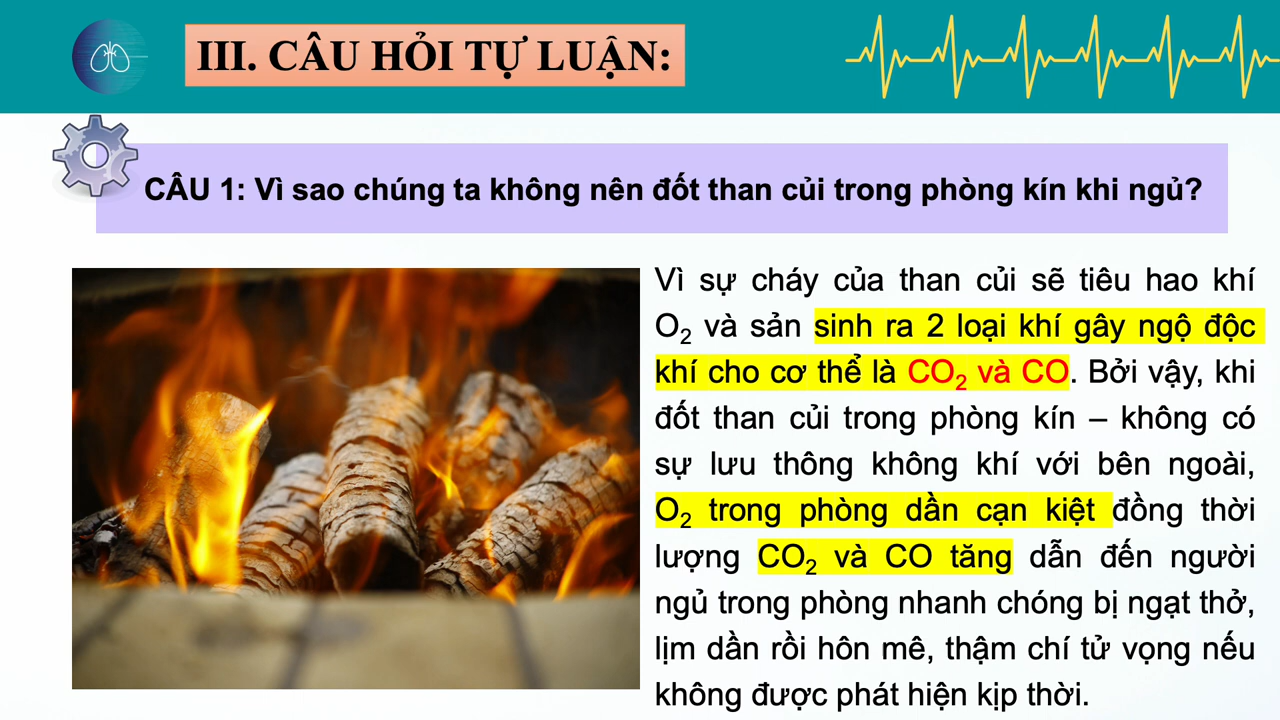 III. CÂU HỎI TỰ LUẬN:
CÂU 1: Vì sao chúng ta không nên đốt than củi trong phòng kín khi ngủ?
Vì sự cháy của than củi sẽ tiêu hao khí
O₂ và sản sinh ra 2 loại khí gây ngộ độc
khí cho cơ thể là CO₂ và CO. Bởi vậy, khi
đốt than củi trong phòng kín – không có
sự lưu thông không khí với bên ngoài,
O₂ trong phòng dần cạn kiệt đồng thời
lượng CO₂ và CO tăng dẫn đến người
ngủ trong phòng nhanh chóng bị ngạt thở,
lịm dần rồi hôn mê, thậm chí tử vọng nếu
không được phát hiện kịp thời.